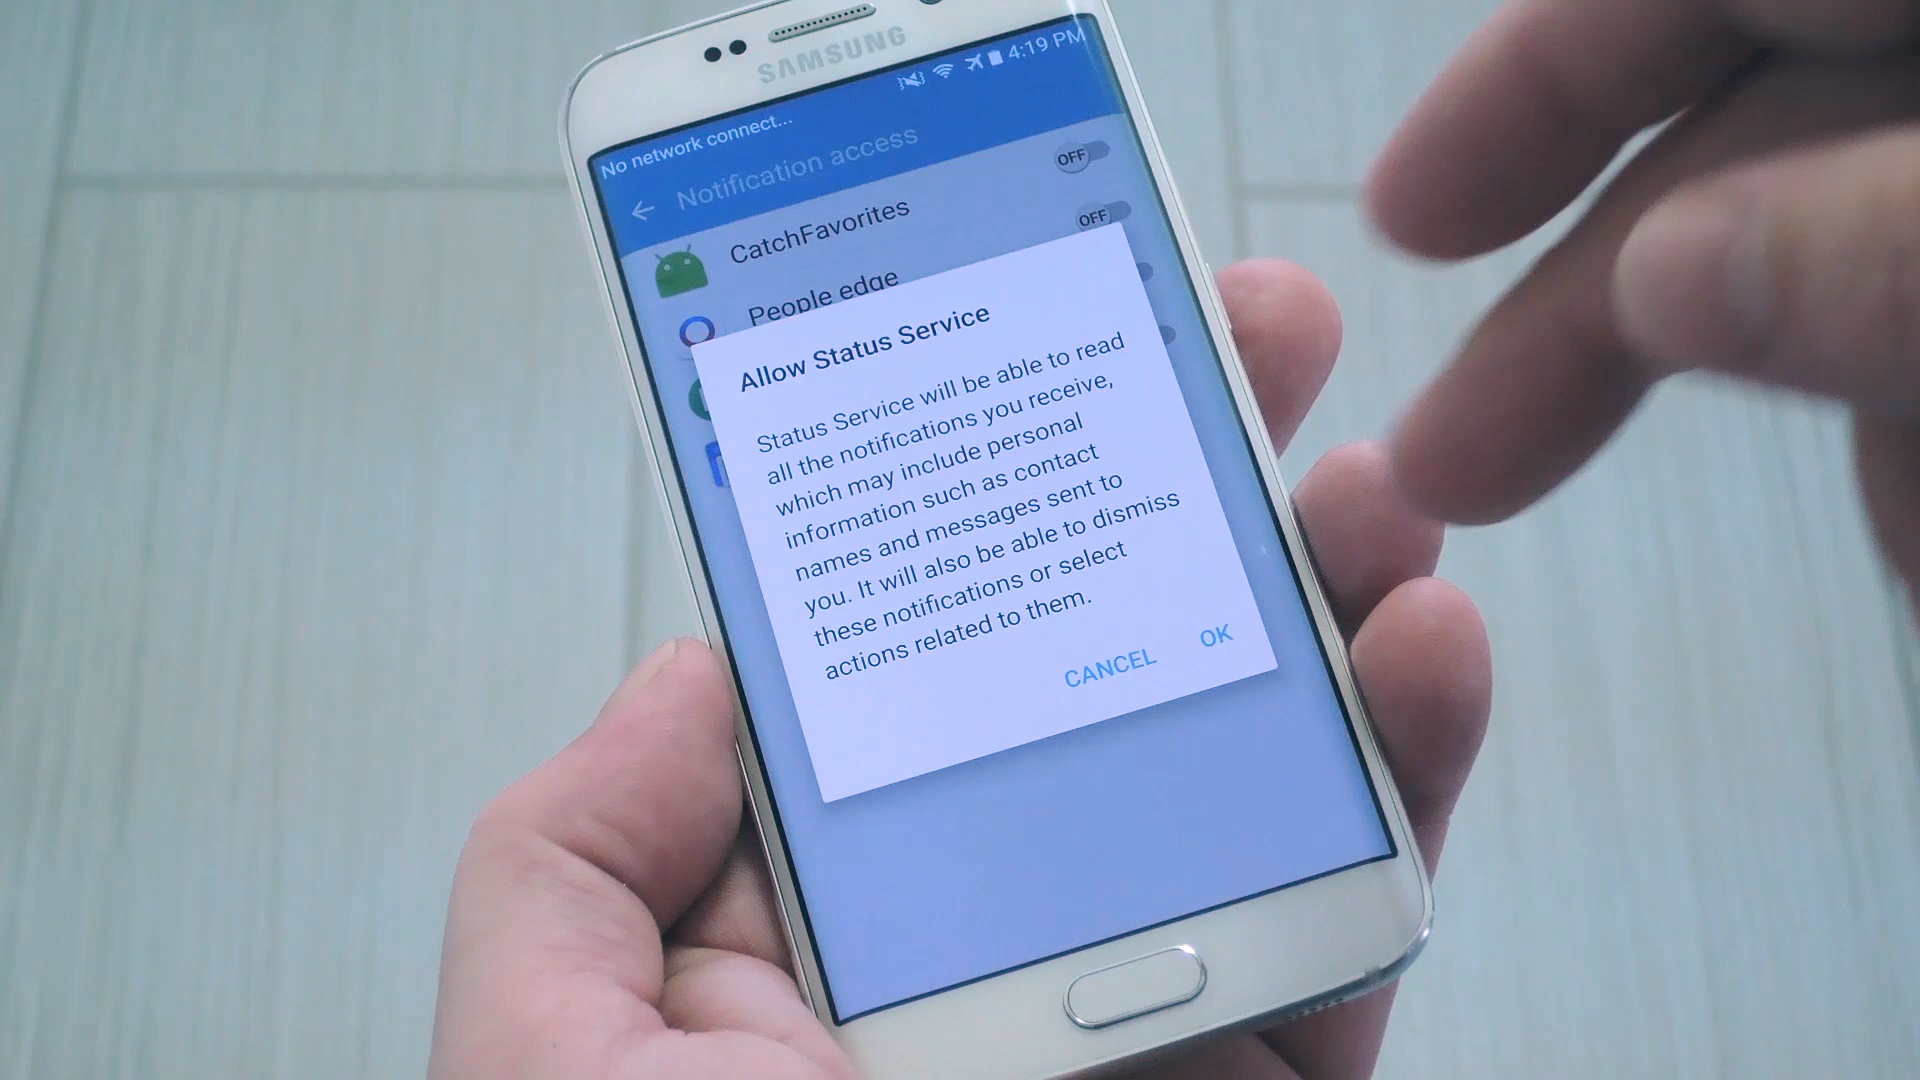 SAMSUNG
4:19 PM
No network connect...
Notification access
OFF
CatchFavorites
OFF
People edge
Allow Status Service
Status Service will be able to read
all the notifications you receive,
which may include personal
information such as contact
names and messages sent to
you. It will also be able to dismiss
these notifications or select
actions related to them.
CANCEL OK